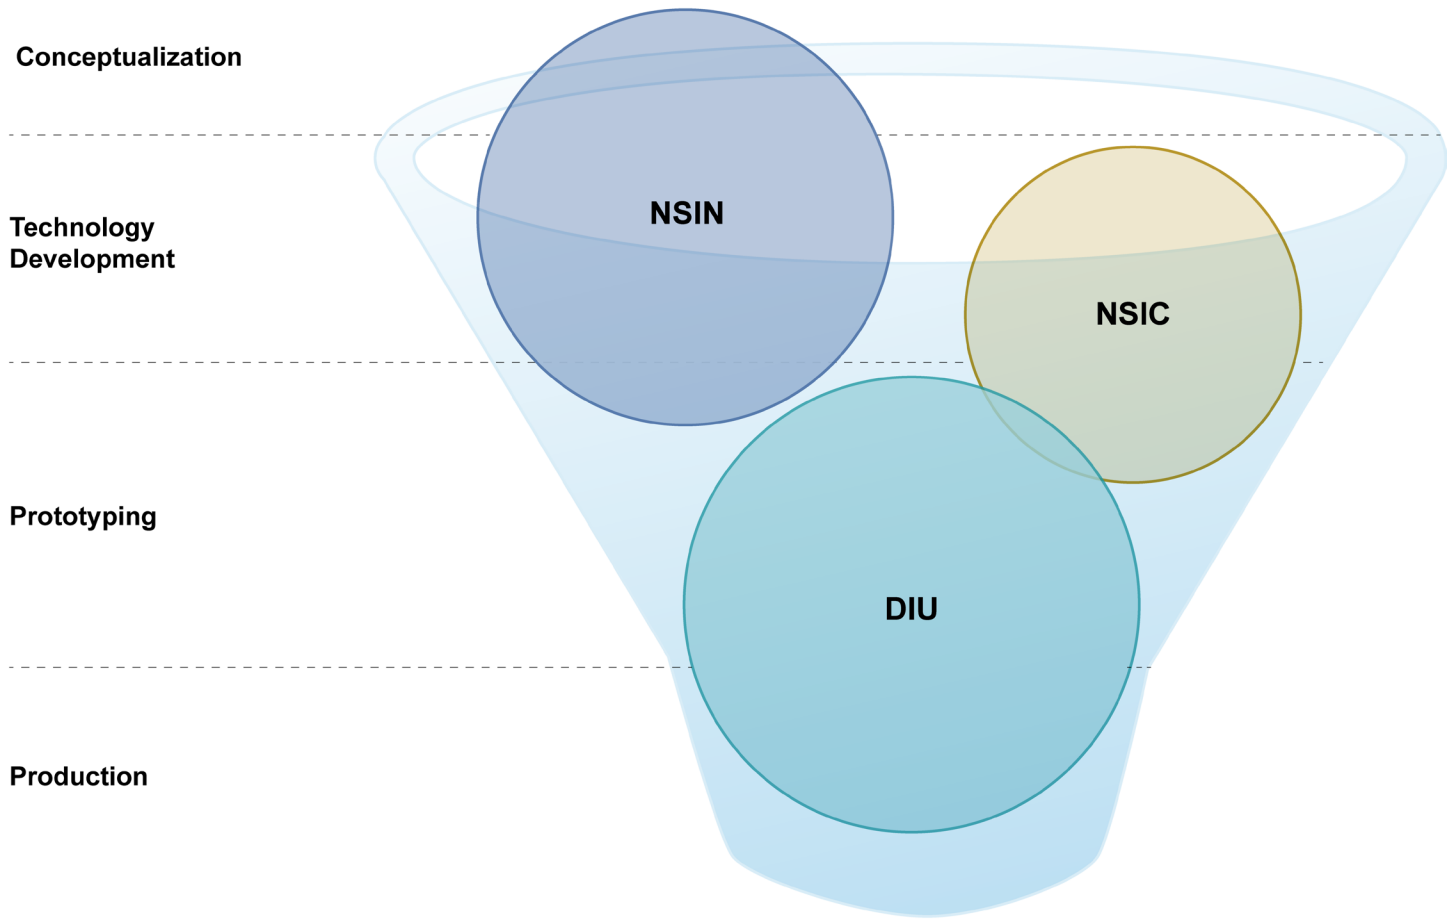 Conceptualization
NSIN
Technology
Development
NSIC
Prototyping
DIU
Production